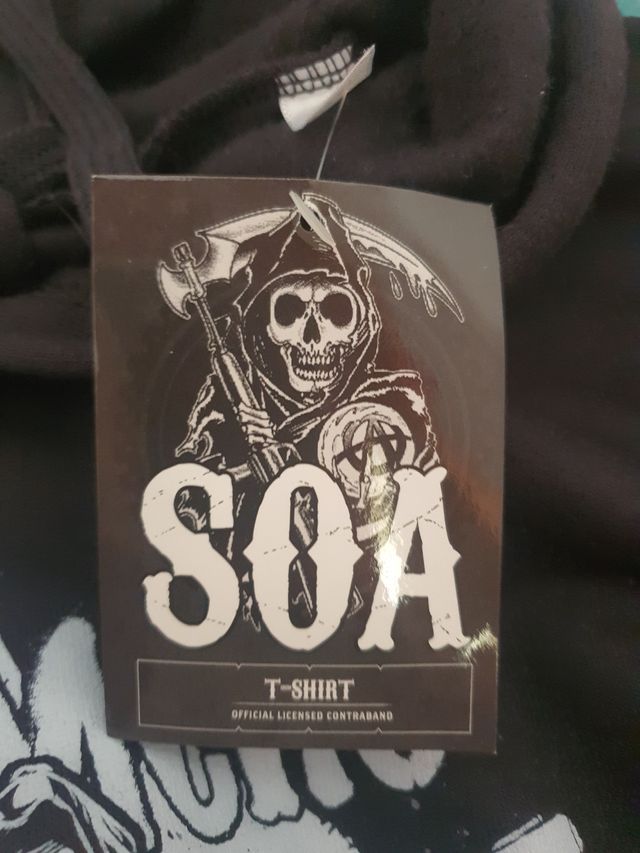 SOA
T-SHIRT
OFFICIAL LICENSED CONTRABAND